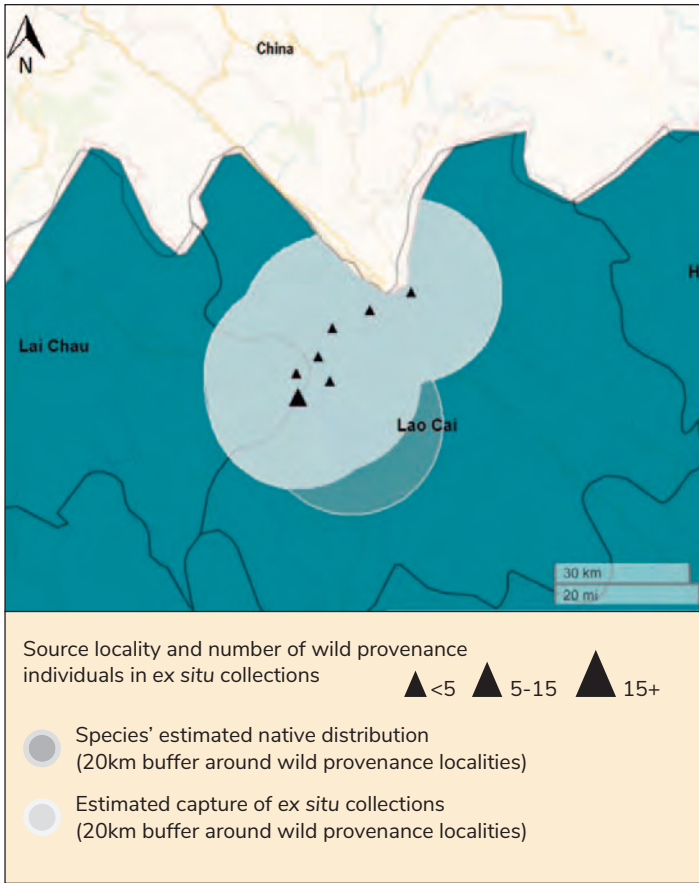 N
China
Lai Chau
H
Lao Cai
30 km
20 mi
Source locality and number of wild provenance
individuals in ex situ collections
<5 5-15 15+
Species’ estimated native distribution
(20km buffer around wild provenance localities)
Estimated capture of ex situ collections
(20km buffer around wild provenance localities)